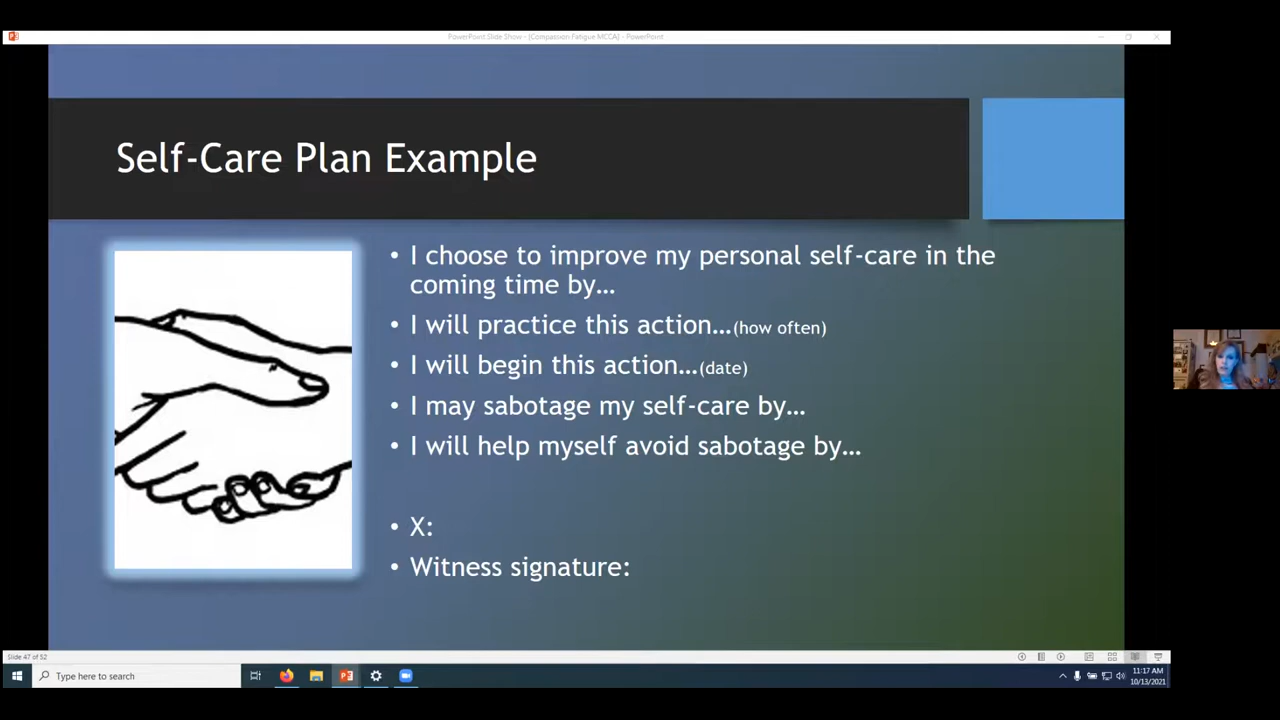 PowerPoint Slide Show - [Compassion Fatigue MCCA] - PowerPoint
Self-Care Plan Example
• I choose to improve my personal self-care in the
coming time by…
• I will practice this action…(how often)
• I will begin this action…(date)
• I may sabotage my self-care by…
• I will help myself avoid sabotage by…
• X:
• Witness signature:
Slide 47 of 52
Type here to search
11:17 AM
10/13/2021